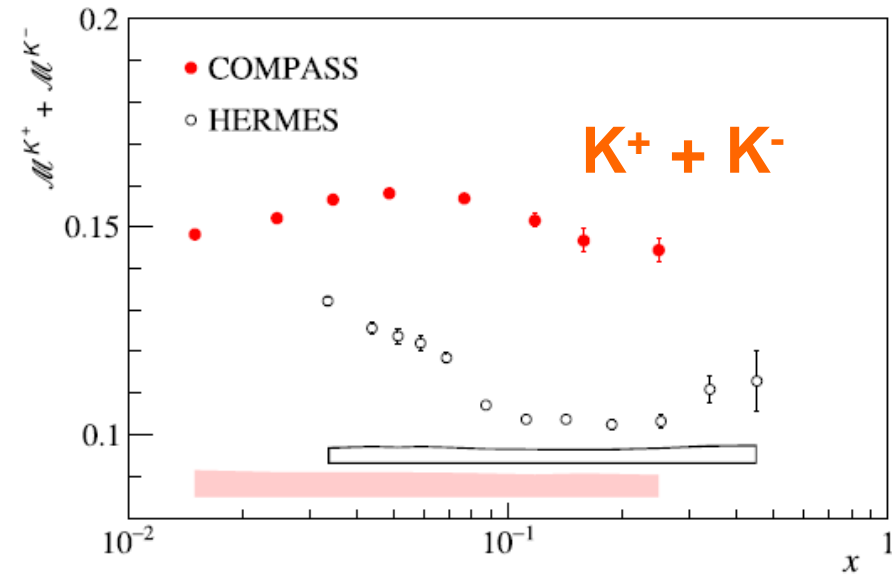 0.2
ℳ^{K⁺} + ℳ^{K⁻}
COMPASS
HERMES
K⁺ + K⁻
0.15
0.1
10⁻²
10⁻¹
1
x